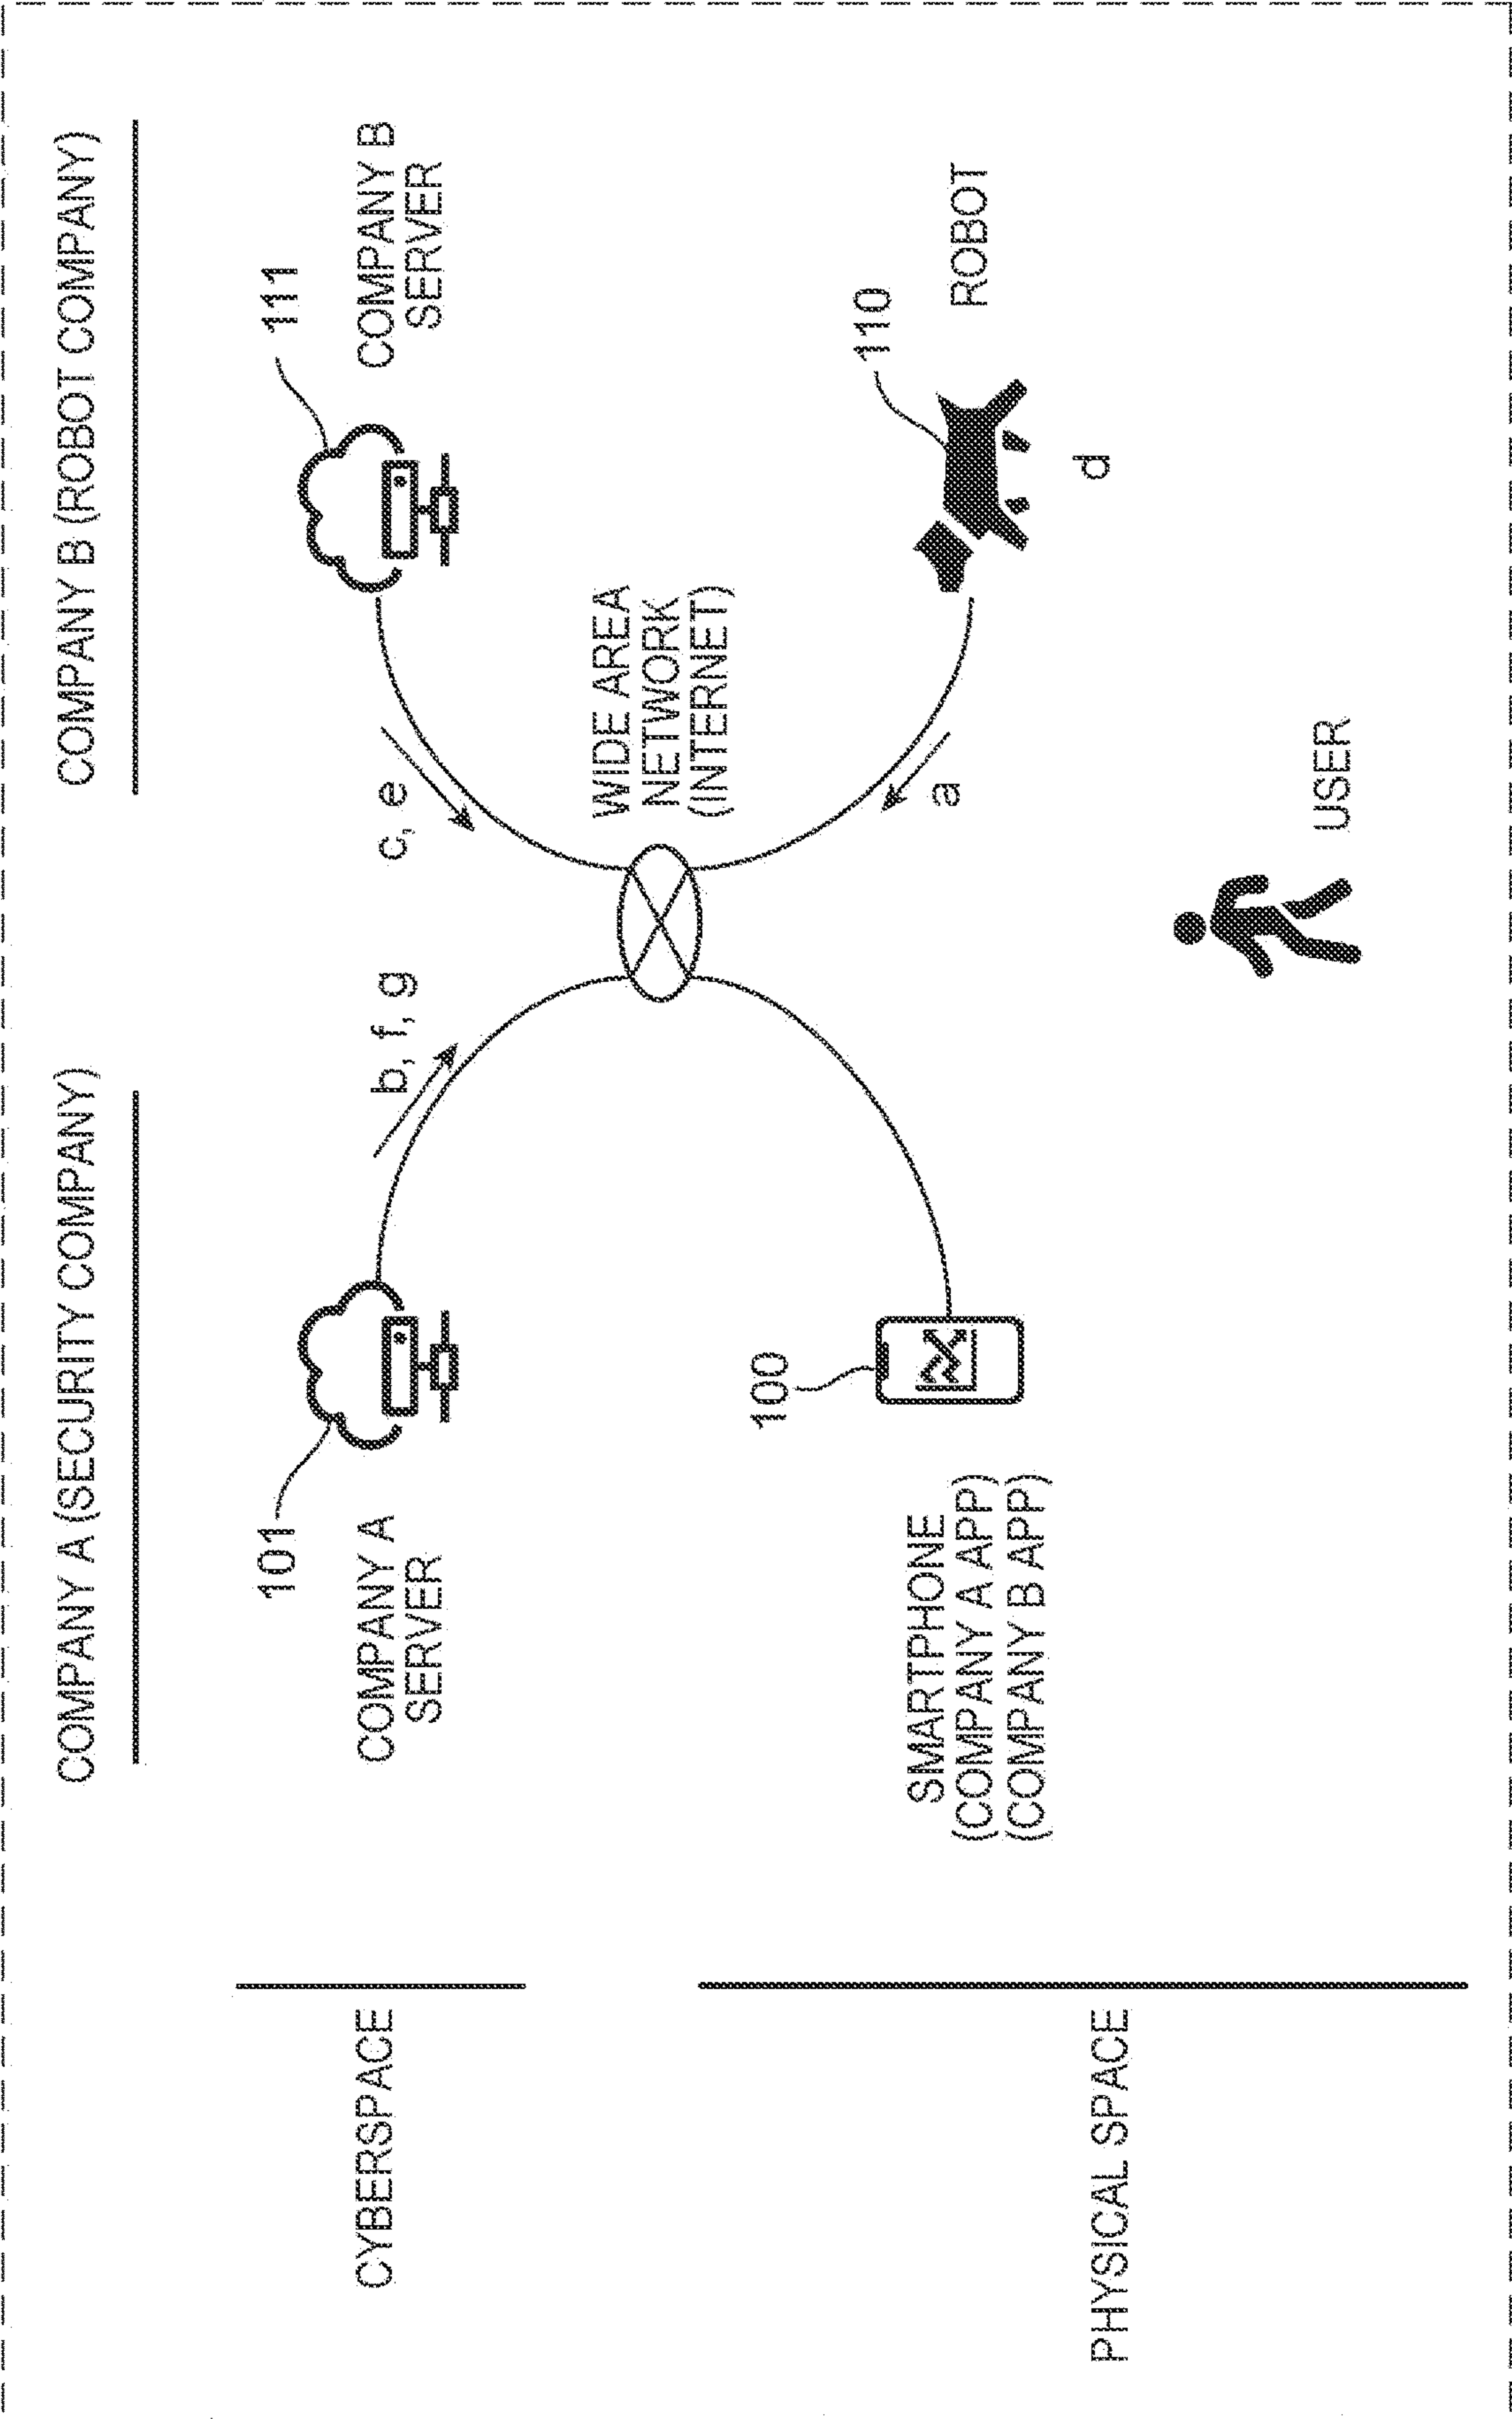 COMPANY A (SECURITY COMPANY)
COMPANY B (ROBOT COMPANY)
CYBERSPACE
101
COMPANY A
SERVER
b, f, g
c, e
111
COMPANY B
SERVER
WIDE AREA
NETWORK
(INTERNET)
PHYSICAL SPACE
100
SMARTPHONE
(COMPANY A APP)
(COMPANY B APP)
a
110
ROBOT
d
USER